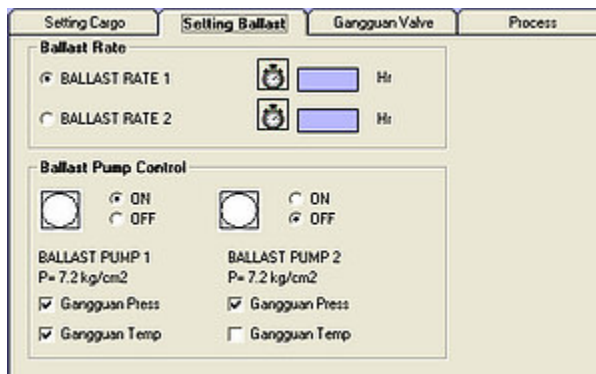 Setting Cargo Setting Ballast Gangguan Valve Process
Ballast Rate
BALLAST RATE 1 Hr
BALLAST RATE 2 Hr
Ballast Pump Control
ON ON
OFF OFF
BALLAST PUMP 1 BALLAST PUMP 2
P= 7.2 kg/cm2 P= 7.2 kg/cm2
Gangguan Press Gangguan Press
Gangguan Temp Gangguan Temp